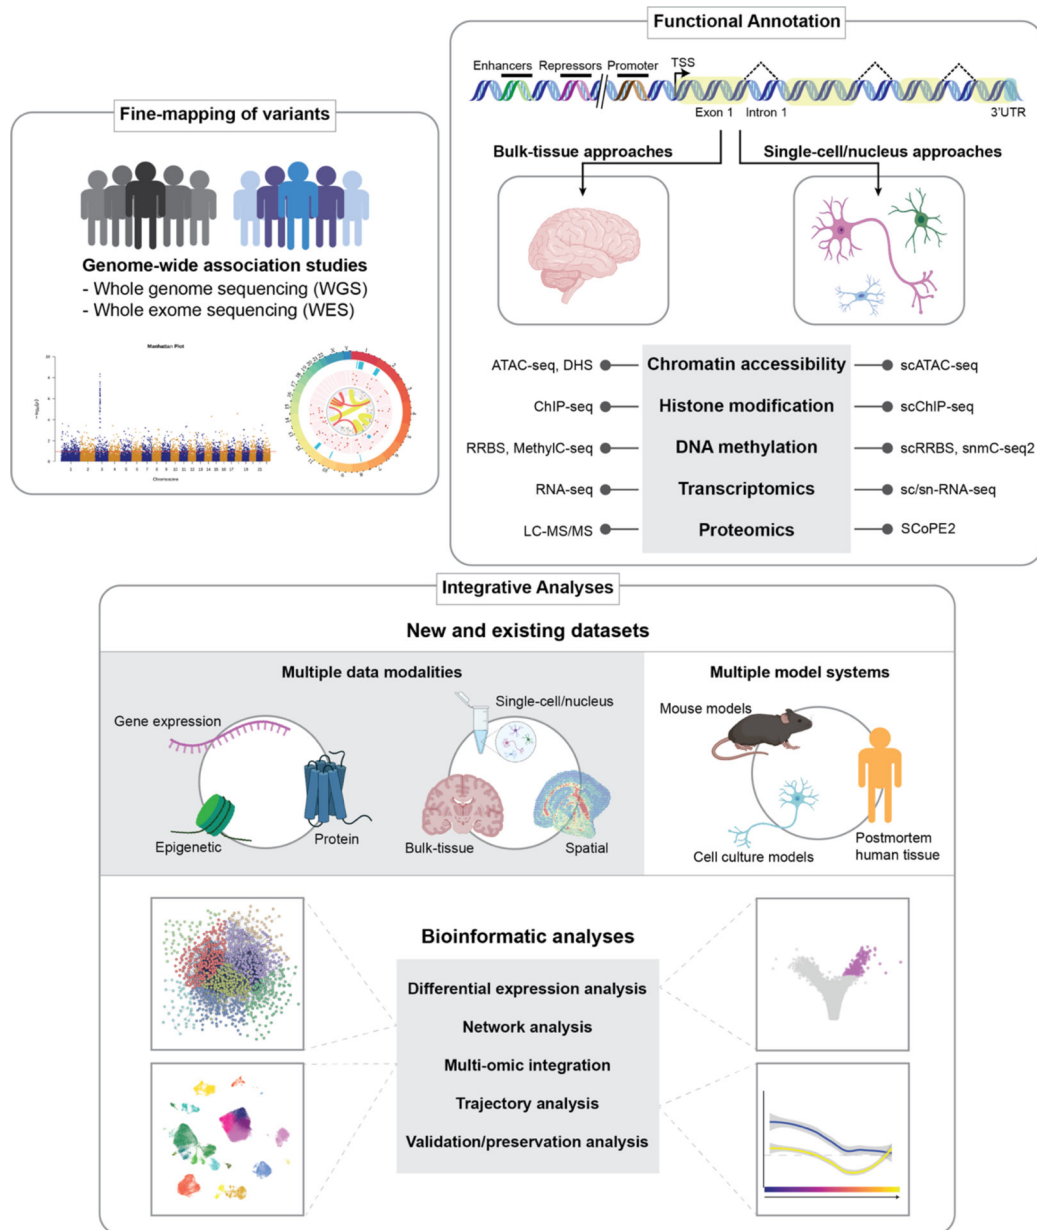 Functional Annotation
Enhancers Repressors Promoter TSS
Exon 1 Intron 1 3'UTR
Bulk-tissue approaches Single-cell/nucleus approaches
ATAC-seq, DHS Chromatin accessibility scATAC-seq
ChIP-seq Histone modification scChIP-seq
RRBS, MethylC-seq DNA methylation scRRBS, snmC-seq2
RNA-seq Transcriptomics sc/sn-RNA-seq
LC-MS/MS Proteomics SCoPE2
Fine-mapping of variants
Genome-wide association studies
- Whole genome sequencing (WGS)
- Whole exome sequencing (WES)
Manhattan Plot
Chromosome
Integrative Analyses
New and existing datasets
Multiple data modalities
Gene expression
Epigenetic
Protein
Single-cell/nucleus
Bulk-tissue
Spatial
Multiple model systems
Mouse models
Cell culture models
Postmortem
human tissue
Bioinformatic analyses
Differential expression analysis
Network analysis
Multi-omic integration
Trajectory analysis
Validation/preservation analysis